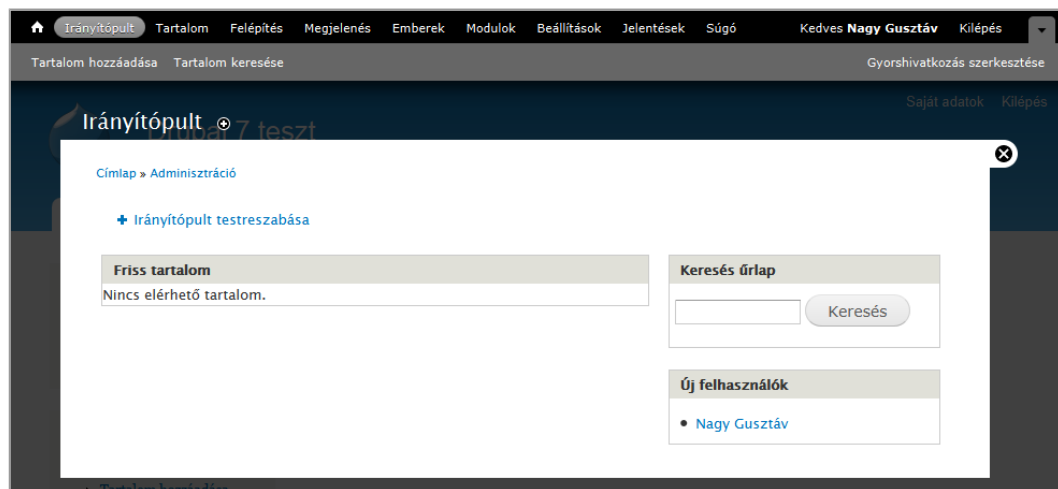 Irányítópult Tartalom Felépítés Megjelenés Emberek Modulok Beállítások Jelentések Súgó Kedves Nagy Gusztáv Kilépés
Tartalom hozzáadása Tartalom keresése Gyorshivatkozás szerkesztése
Saját adatok Kilépés
Irányítópult
Drupal 7 teszt
Címlap » Adminisztráció
Irányítópult testreszabása
Friss tartalom
Nincs elérhető tartalom.
Keresés űrlap
Keresés
Új felhasználók
• Nagy Gusztáv
Tartalom hozzáadása